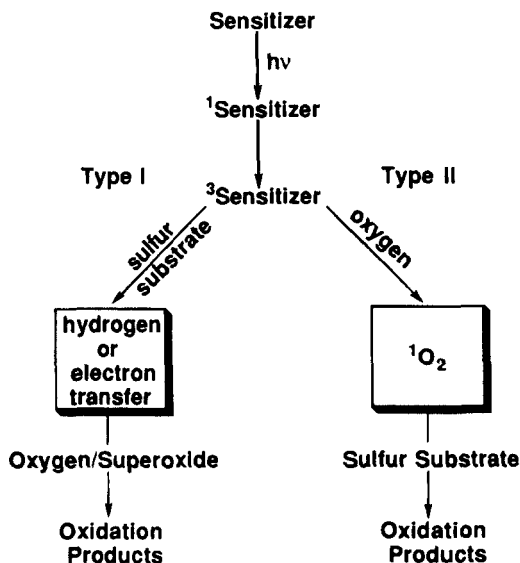 Sensitizer
hν
¹Sensitizer
Type I
Type II
³Sensitizer
sulfur
substrate
oxygen
hydrogen
or
electron
transfer
¹O₂
Oxygen/Superoxide
Sulfur Substrate
Oxidation
Products
Oxidation
Products